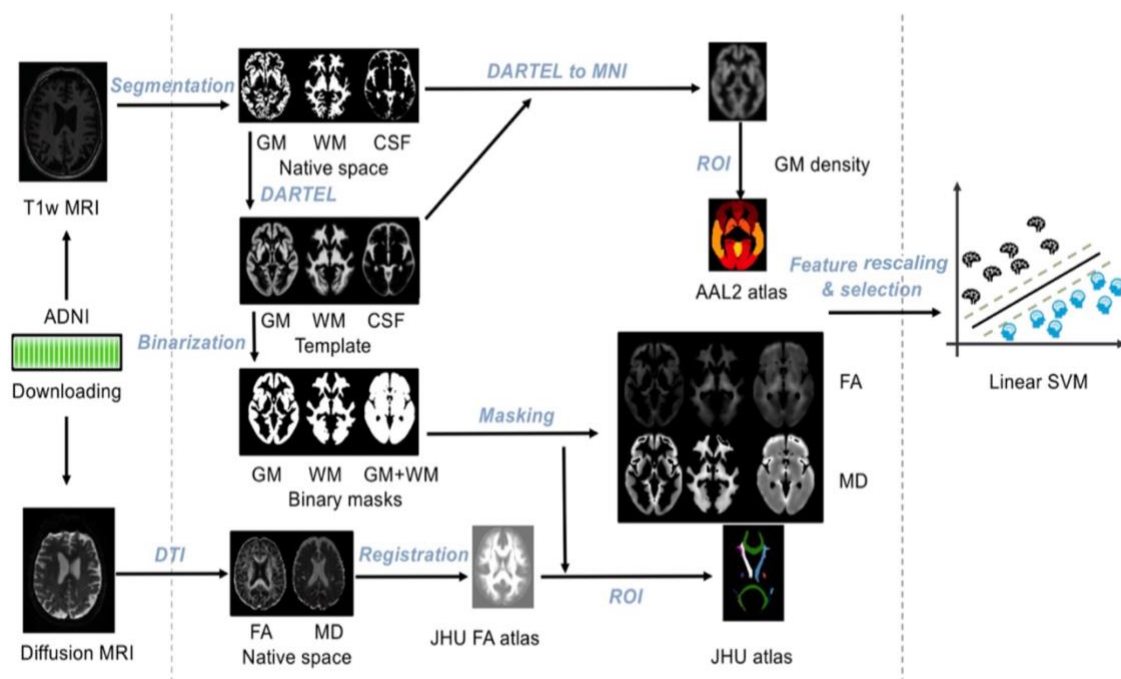 Segmentation
DARTEL to MNI
GM WM CSF
Native space
ROI
GM density
T1w MRI
DARTEL
AAL2 atlas
Feature rescaling
& selection
ADNI
GM WM CSF
Template
Binarization
Downloading
Linear SVM
FA
Masking
GM WM GM+WM
Binary masks
MD
DTI
Registration
ROI
FA MD
Native space
JHU FA atlas
Diffusion MRI
JHU atlas